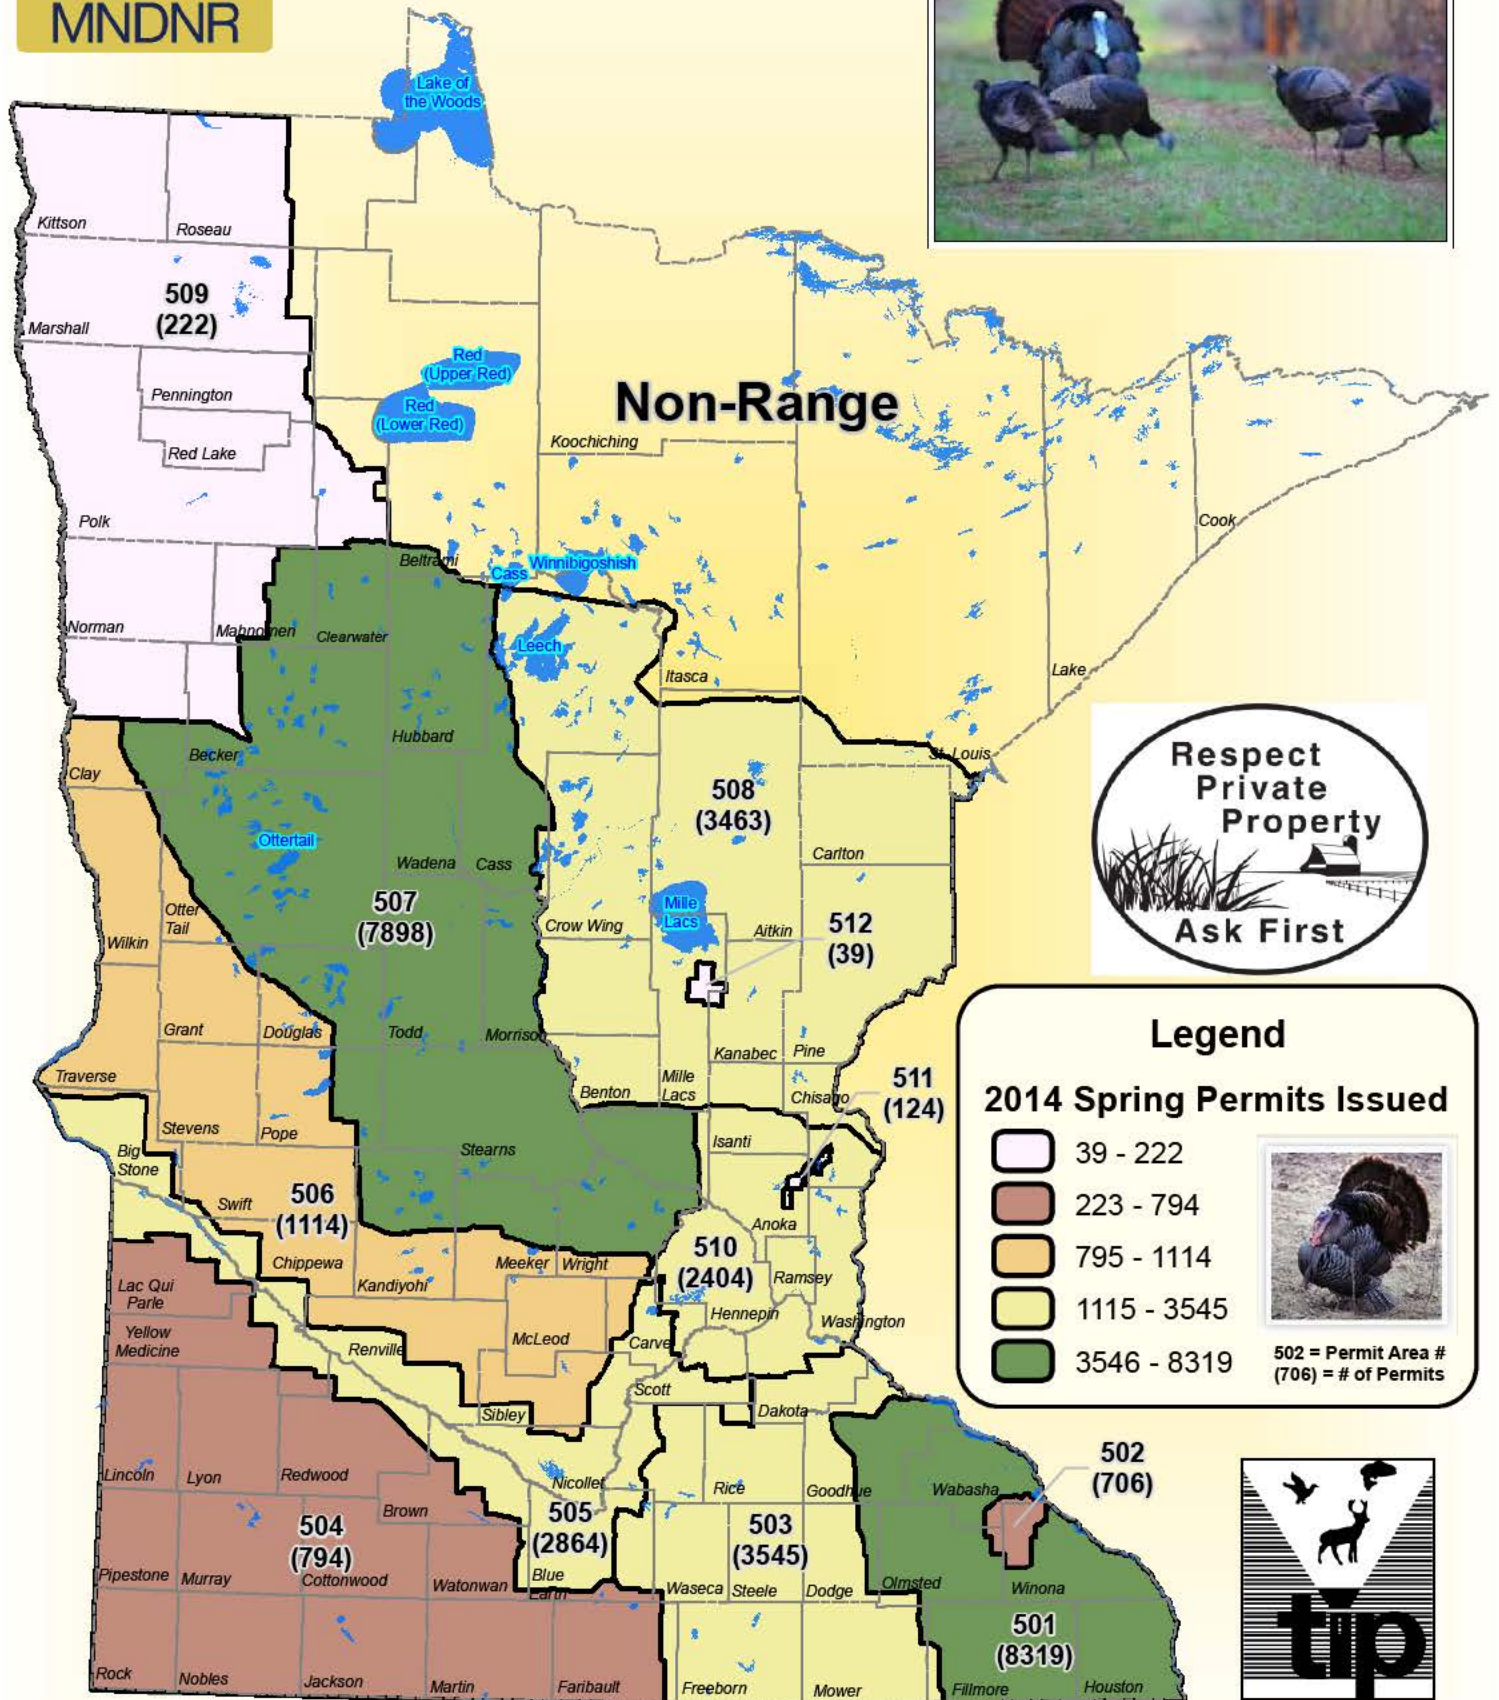 MNDNR
Lake of
the Woods
Kittson
Roseau
509
(222)
Marshall
Red
(Upper Red)
Pennington
Non-Range
Red
(Lower Red)
Koochiching
Red Lake
Polk
Cook
Beltrami
Cass
Winnibigoshish
Norman
Mahnomen
Clearwater
Leech
Itasca
Lake
Hubbard
Becker
St. Louis
Clay
508
(3463)
Ottertail
Carlton
Wadena
Cass
507
(7898)
Mille
Lacs
Otter
Tail
Crow Wing
Aitkin
512
(39)
Wilkin
Grant
Douglas
Todd
Morrison
Kanabec
Pine
Traverse
Benton
Mille
Lacs
Chisago
511
(124)
Stevens
Pope
Isanti
Big
Stone
Stearns
Swift
506
(1114)
Anoka
510
(2404)
Chippewa
Meeker
Wright
Ramsey
Lac Qui
Parle
Kandiyohi
Hennepin
Washington
Yellow
Medicine
Renville
McLeod
Carver
Scott
Sibley
Dakota
Lincoln
Lyon
Redwood
Nicollet
Rice
Goodhue
Wabasha
502
(706)
Brown
505
(2864)
503
(3545)
504
(794)
Pipestone
Murray
Cottonwood
Watonwan
Blue
Earth
Waseca
Steele
Dodge
Olmsted
Winona
501
(8319)
Rock
Nobles
Jackson
Martin
Faribault
Freeborn
Mower
Fillmore
Houston
Respect
Private
Property
Ask First
Legend
2014 Spring Permits Issued
39 - 222
223 - 794
795 - 1114
1115 - 3545
3546 - 8319
502 = Permit Area #
(706) = # of Permits
tip